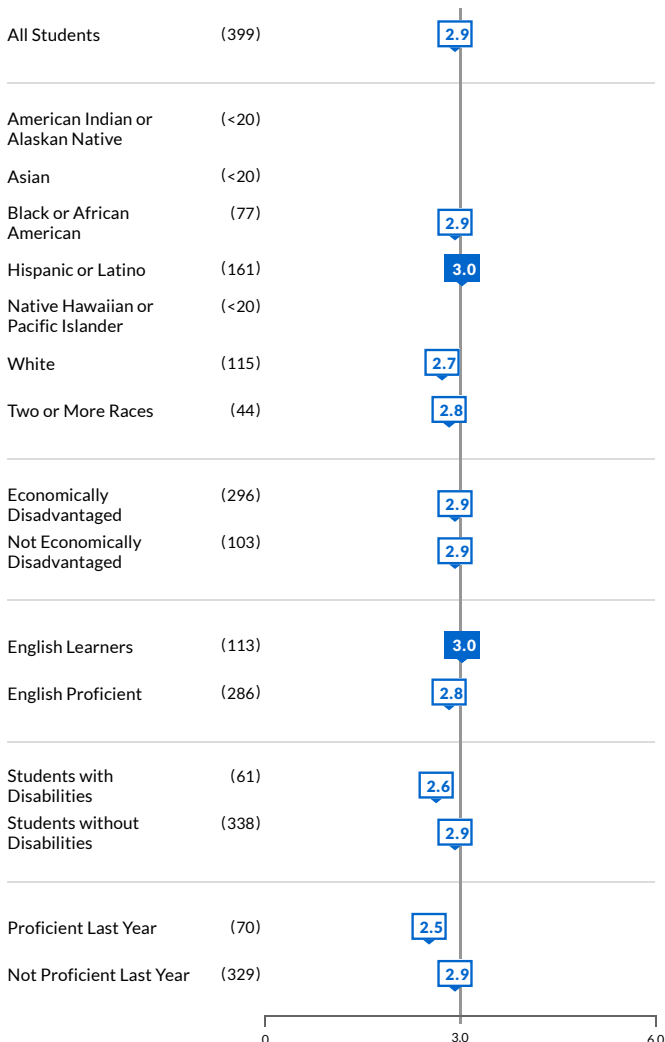 All Students (399) 2.9
American Indian or (<20)
Alaskan Native
Asian (<20)
Black or African (77) 2.9
American
Hispanic or Latino (161) 3.0
Native Hawaiian or (<20)
Pacific Islander
White (115) 2.7
Two or More Races (44) 2.8
Economically (296) 2.9
Disadvantaged
Not Economically (103) 2.9
Disadvantaged
English Learners (113) 3.0
English Proficient (286) 2.8
Students with (61) 2.6
Disabilities
Students without (338) 2.9
Disabilities
Proficient Last Year (70) 2.5
Not Proficient Last Year (329) 2.9
0 3.0 6.0